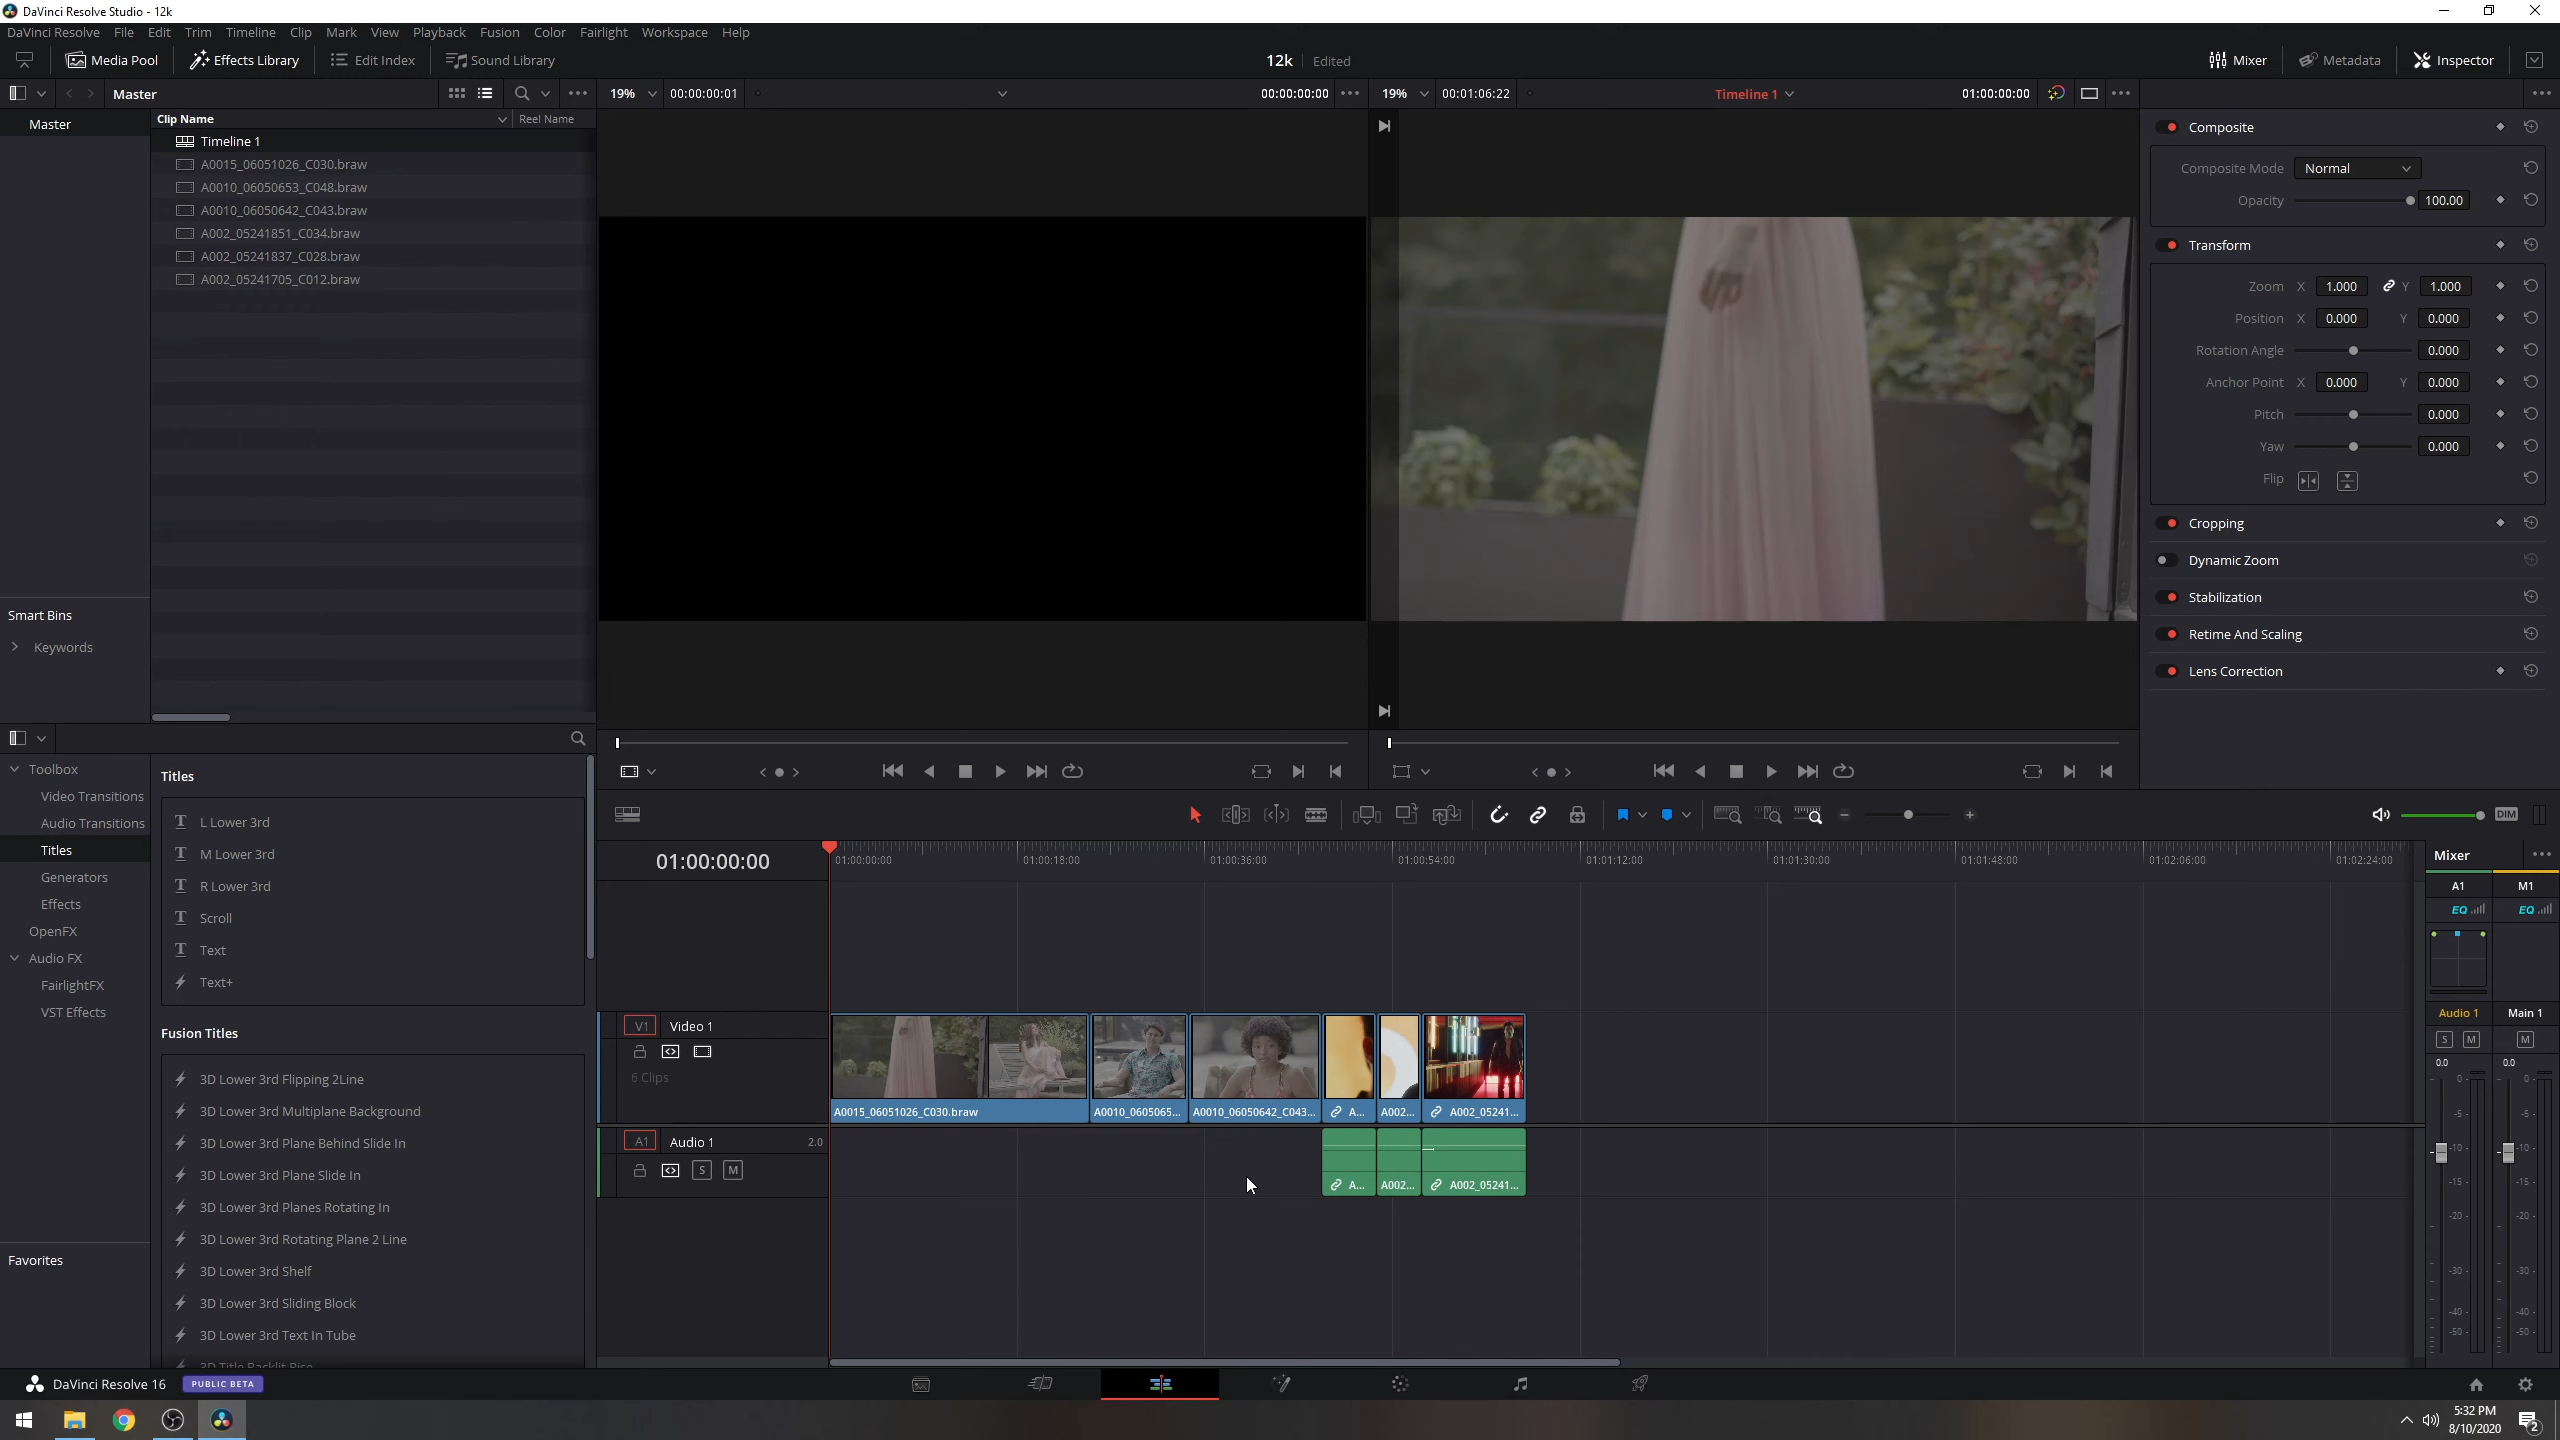 DaVinci Resolve Studio - 12k
DaVinci Resolve File Edit Trim Timeline Clip Mark View Playback Fusion Color Fairlight Workspace Help
Media Pool Effects Library Edit Index Sound Library 12k Edited Mixer Metadata Inspector
Master 19% 00:00:00:01 00:00:00:00 19% 00:01:06:22 Timeline 1 01:00:00:00
Master
Clip Name Reel Name
Timeline 1
A0015_06051026_C030.braw
A0010_06050653_C048.braw
A0010_06050642_C043.braw
A002_05241851_C034.braw
A002_05241837_C028.braw
A002_05241705_C012.braw
Smart Bins
Keywords
Composite
Composite Mode Normal
Opacity 100.00
Transform
Zoom X 1.000 Y 1.000
Position X 0.000 Y 0.000
Rotation Angle 0.000
Anchor Point X 0.000 Y 0.000
Pitch 0.000
Yaw 0.000
Flip
Cropping
Dynamic Zoom
Stabilization
Retime And Scaling
Lens Correction
Toolbox
Video Transitions
Audio Transitions
Titles
Generators
Effects
OpenFX
Audio FX
FairlightFX
VST Effects
Favorites
Titles
L Lower 3rd
M Lower 3rd
R Lower 3rd
Scroll
Text
Text+
Fusion Titles
3D Lower 3rd Flipping 2Line
3D Lower 3rd Multiplane Background
3D Lower 3rd Plane Behind Slide In
3D Lower 3rd Plane Slide In
3D Lower 3rd Planes Rotating In
3D Lower 3rd Rotating Plane 2 Line
3D Lower 3rd Shelf
3D Lower 3rd Sliding Block
3D Lower 3rd Text In Tube
DIM
01:00:00:00 01:00:00:00 01:00:18:00 01:00:36:00 01:00:54:00 01:01:12:00 01:01:30:00 01:01:48:00 01:02:06:00 01:02:24:00
V1 Video 1
6 Clips
A0015_06051026_C030.braw A0010_0605065... A0010_06050642_C043... A... A002... A002_05241...
A1 Audio 1 2.0
S M
A... A002... A002_05241...
Mixer
A1 M1
EQ EQ
Audio 1 Main 1
S M M
0.0 0.0
0 0
-5 -5
-10 -10
-15 -15
-20 -20
-30 -30
-40 -40
-50 -50
DaVinci Resolve 16 PUBLIC BETA
5:32 PM
8/10/2020
2